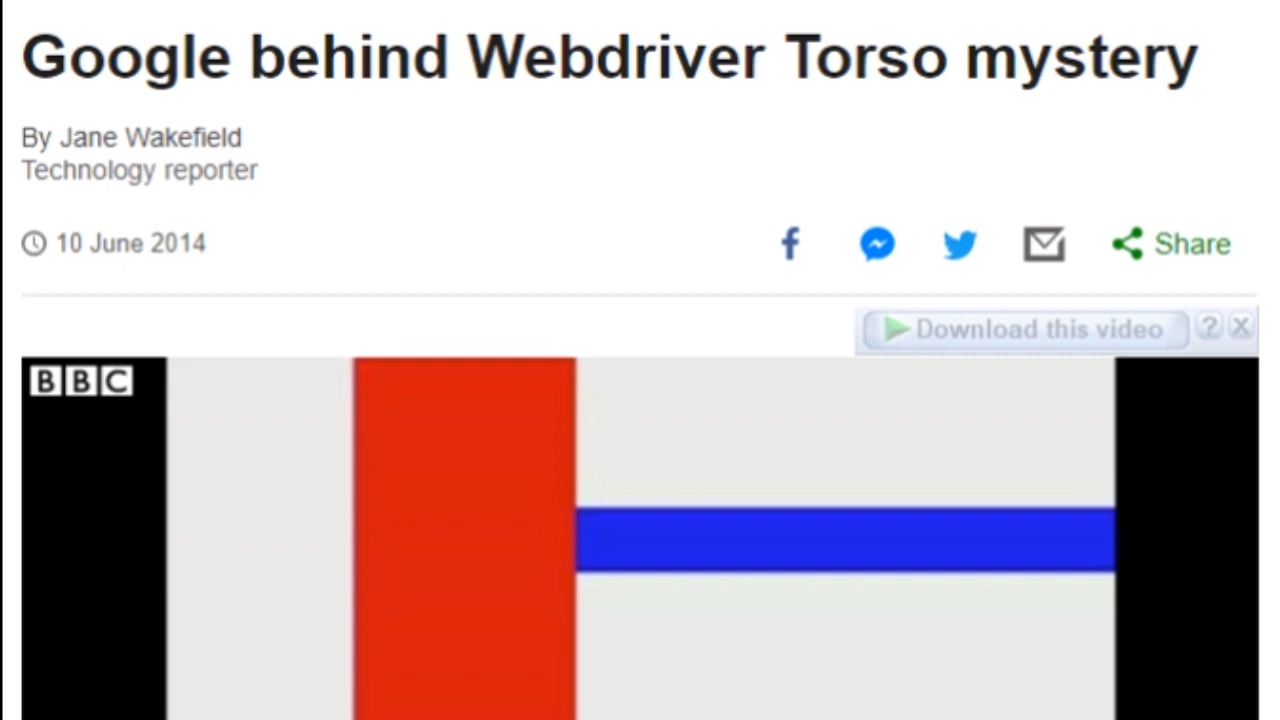 Google behind Webdriver Torso mystery
By Jane Wakefield
Technology reporter
10 June 2014
Share
Download this video ? X
BBC